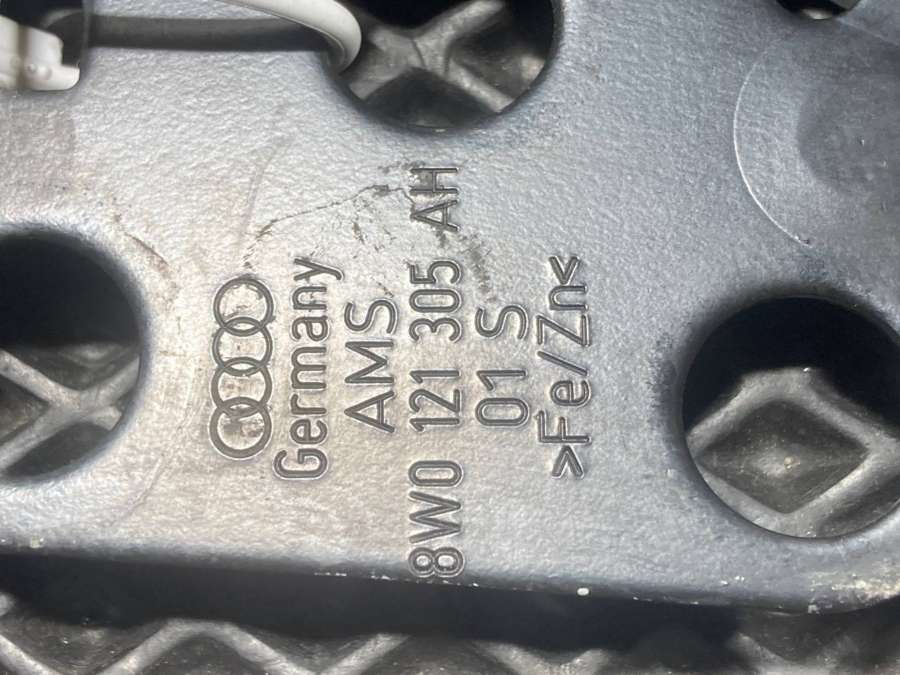 Germany
AMS
8W0 121 305 AH
01 S
>Fe/Zn<